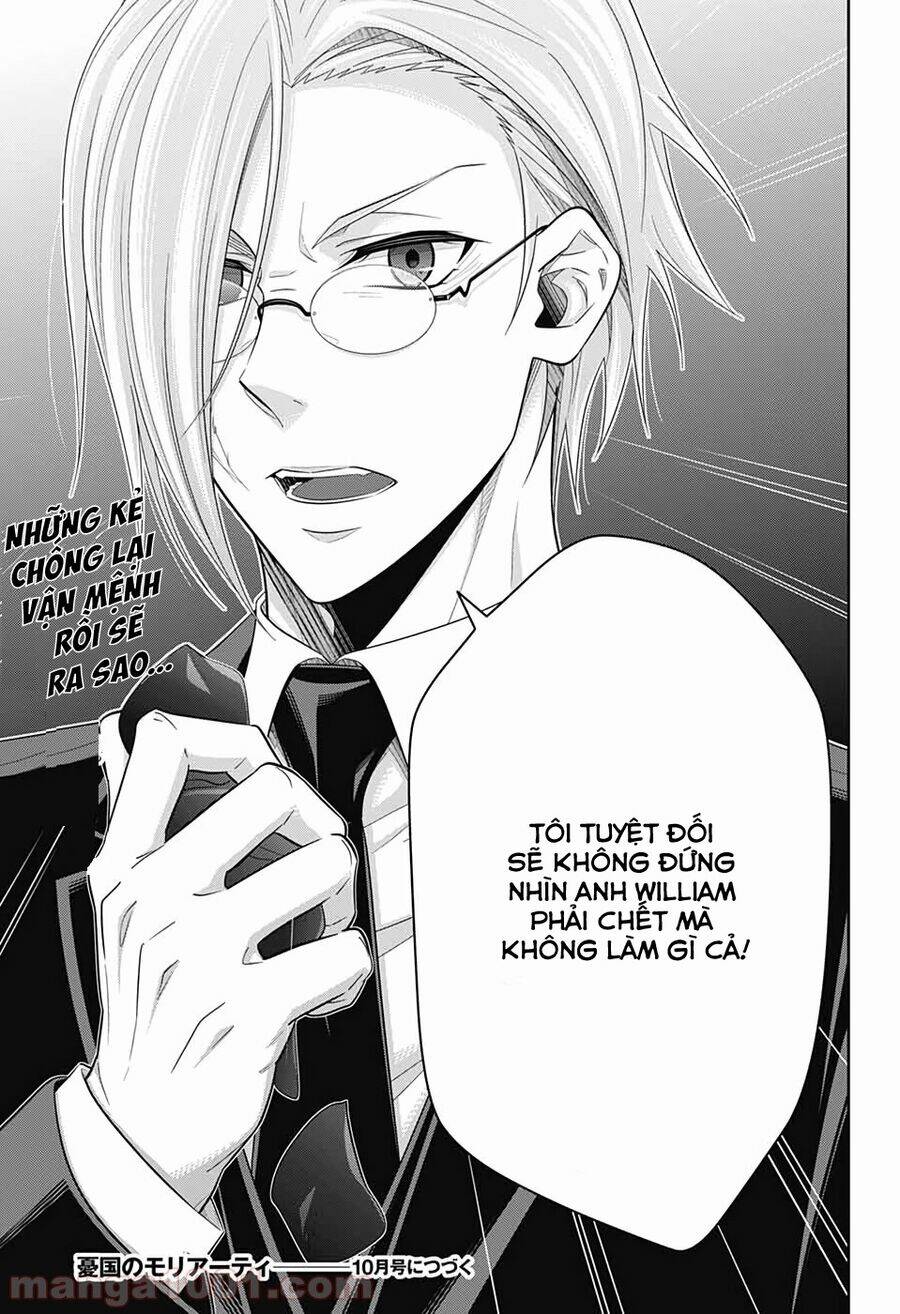 NHỮNG KẺ
CHỐNG LẠI
VẬN MỆNH
RỒI SẼ
RA SAO...
TÔI TUYỆT ĐỐI
SẼ KHÔNG ĐỨNG
NHÌN ANH WILLIAM
PHẢI CHẾT MÀ
KHÔNG LÀM GÌ CẢ!
憂国のモリアーティ———10月号につづく
manga1001.com